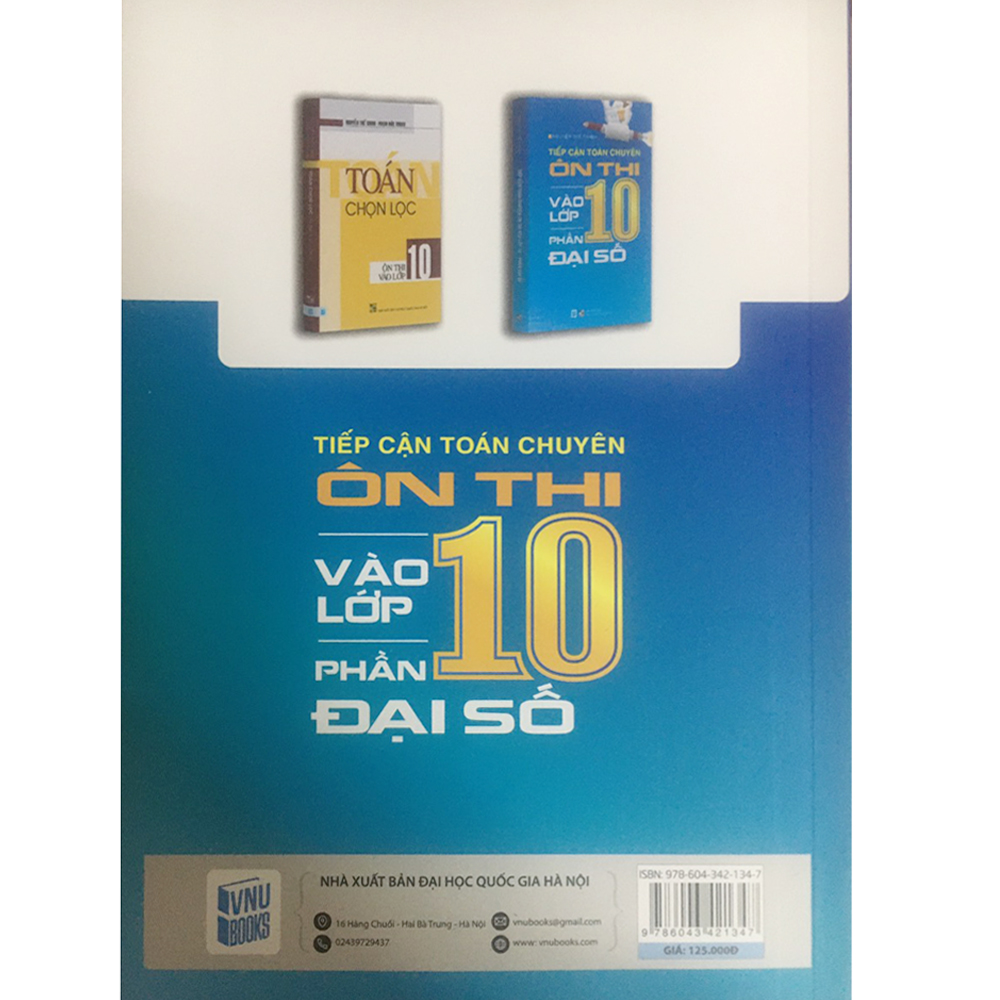 TOÁN
CHỌN LỌC
ÔN THI
VÀO LỚP
10
TIẾP CẬN TOÁN CHUYÊN
ÔN THI
VÀO
LỚP
10
PHẦN
ĐẠI SỐ
TIẾP CẬN TOÁN CHUYÊN
ÔN THI
VÀO
LỚP
10
PHẦN
ĐẠI SỐ
VNU
BOOKS
NHÀ XUẤT BẢN ĐẠI HỌC QUỐC GIA HÀ NỘI
16 Hàng Chuối - Hai Bà Trưng - Hà Nội
02439729437
vnubooks@gmail.com
www: vnubooks.com
ISBN: 978-604-342-134-7
9 786043 421347
GIÁ: 125.000Đ